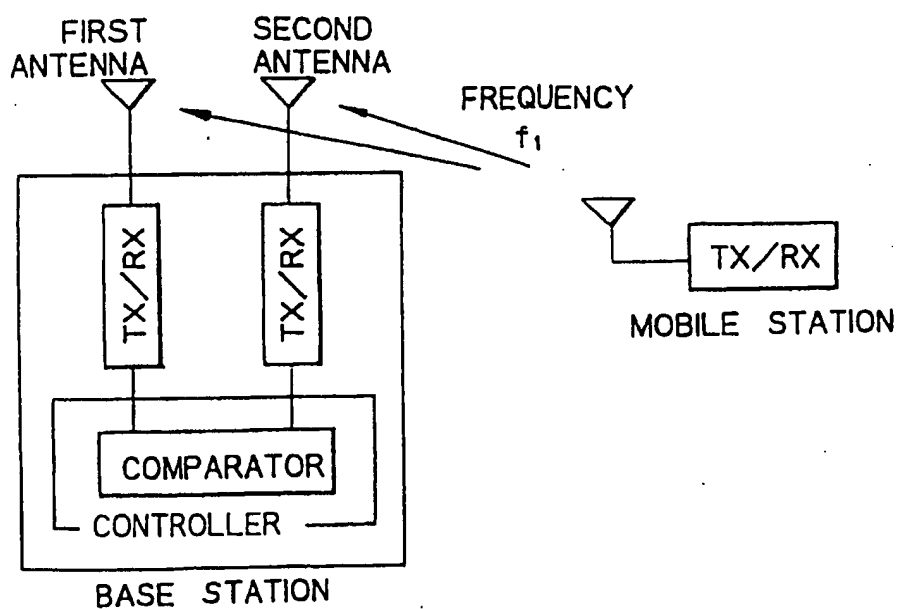 FIRST
ANTENNA
SECOND
ANTENNA
FREQUENCY
f1
TX/RX
TX/RX
TX/RX
MOBILE STATION
COMPARATOR
CONTROLLER
BASE STATION